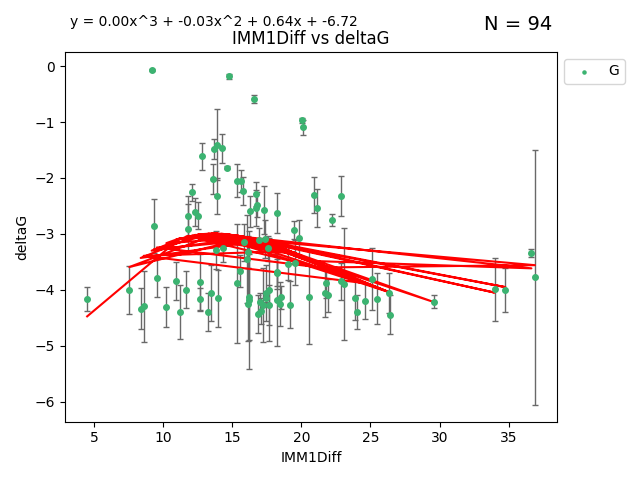 y = 0.00x^3 + -0.03x^2 + 0.64x + -6.72
N = 94
IMM1Diff vs deltaG
G
0
−1
−2
−3
−4
−5
−6
deltaG
5 10 15 20 25 30 35
IMM1Diff